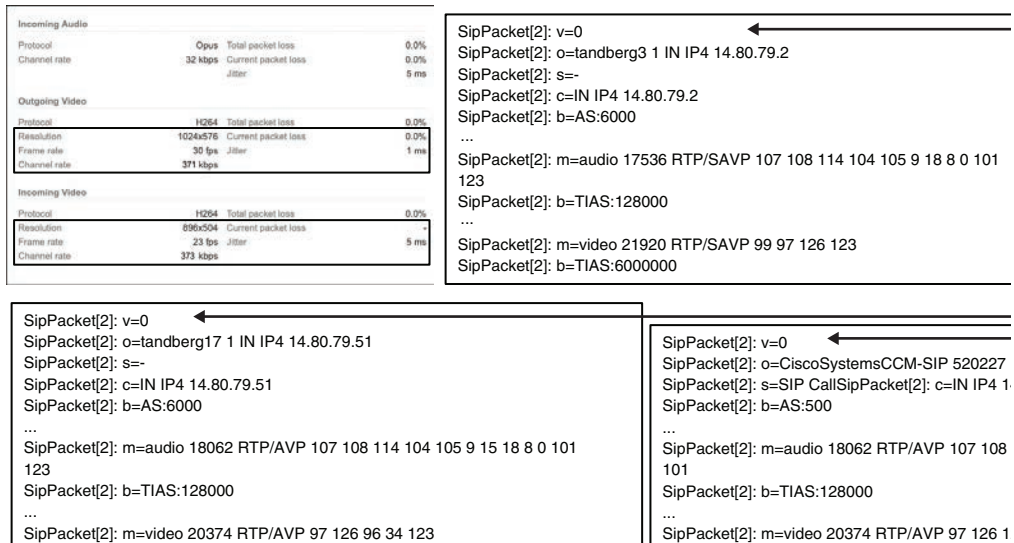 Incoming Audio
Protocol Opus Total packet loss 0.0%
Channel rate 32 kbps Current packet loss 0.0%
Jitter 5 ms
Outgoing Video
Protocol H264 Total packet loss 0.0%
Resolution 1024x576 Current packet loss 0.0%
Frame rate 30 fps Jitter 1 ms
Channel rate 371 kbps
Incoming Video
Protocol H264 Total packet loss 0.0%
Resolution 896x504 Current packet loss -
Frame rate 23 fps Jitter 5 ms
Channel rate 373 kbps
SipPacket[2]: v=0
SipPacket[2]: o=tandberg3 1 IN IP4 14.80.79.2
SipPacket[2]: s=-
SipPacket[2]: c=IN IP4 14.80.79.2
SipPacket[2]: b=AS:6000
...
SipPacket[2]: m=audio 17536 RTP/SAVP 107 108 114 104 105 9 18 8 0 101
123
SipPacket[2]: b=TIAS:128000
...
SipPacket[2]: m=video 21920 RTP/SAVP 99 97 126 123
SipPacket[2]: b=TIAS:6000000
SipPacket[2]: v=0
SipPacket[2]: o=tandberg17 1 IN IP4 14.80.79.51
SipPacket[2]: s=-
SipPacket[2]: c=IN IP4 14.80.79.51
SipPacket[2]: b=AS:6000
...
SipPacket[2]: m=audio 18062 RTP/AVP 107 108 114 104 105 9 15 18 8 0 101
123
SipPacket[2]: b=TIAS:128000
...
SipPacket[2]: m=video 20374 RTP/AVP 97 126 96 34 123
SipPacket[2]: v=0
SipPacket[2]: o=CiscoSystemsCCM-SIP 520227
SipPacket[2]: s=SIP CallSipPacket[2]: c=IN IP4
SipPacket[2]: b=AS:500
...
SipPacket[2]: m=audio 18062 RTP/AVP 107 108
101
SipPacket[2]: b=TIAS:128000
...
SipPacket[2]: m=video 20374 RTP/AVP 97 126